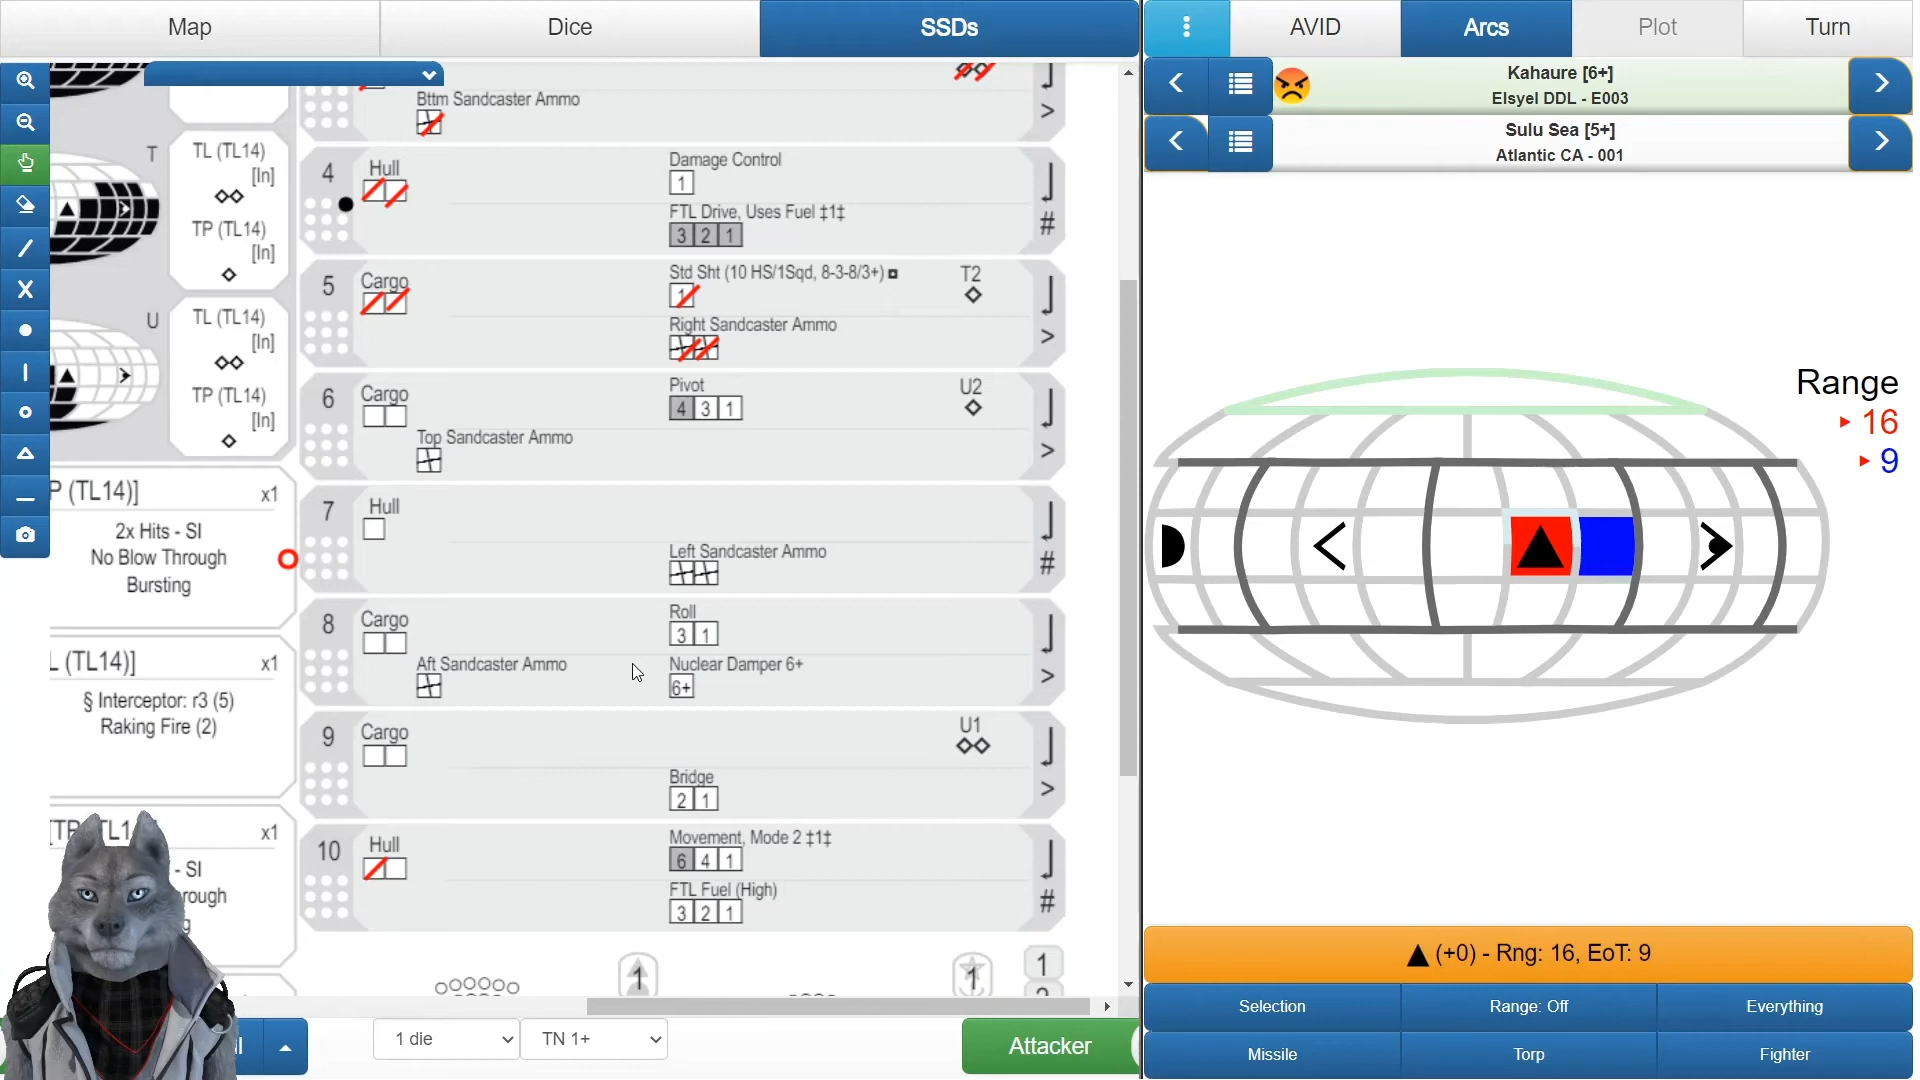 Map
Dice
SSDs
AVID
Arcs
Plot
Turn
Kahaure [6+]
Elsyel DDL - E003
Sulu Sea [5+]
Atlantic CA - 001
Bttm Sandcaster Ammo
>
T
TL (TL14)
[In]
TP (TL14)
[In]
U
TL (TL14)
[In]
TP (TL14)
[In]
P (TL14)]
x1
2x Hits - SI
No Blow Through
Bursting
L (TL14)]
x1
§ Interceptor: r3 (5)
Raking Fire (2)
[TP (TL1
x1
- SI
rough
g
4
Hull
Damage Control
1
FTL Drive, Uses Fuel ‡1‡
3 2 1
#
5
Cargo
Std Sht (10 HS/1Sqd, 8-3-8/3+)
T2
1
Right Sandcaster Ammo
>
6
Cargo
Pivot
U2
4 3 1
Top Sandcaster Ammo
>
7
Hull
Left Sandcaster Ammo
#
8
Cargo
Roll
3 1
Aft Sandcaster Ammo
Nuclear Damper 6+
6+
>
9
Cargo
U1
Bridge
2 1
>
10
Hull
Movement, Mode 2 ‡1‡
6 4 1
FTL Fuel (High)
3 2 1
#
1
1
1
1 die
TN 1+
Attacker
Range
16
9
▲ (+0) - Rng: 16, EoT: 9
Selection
Range: Off
Everything
Missile
Torp
Fighter